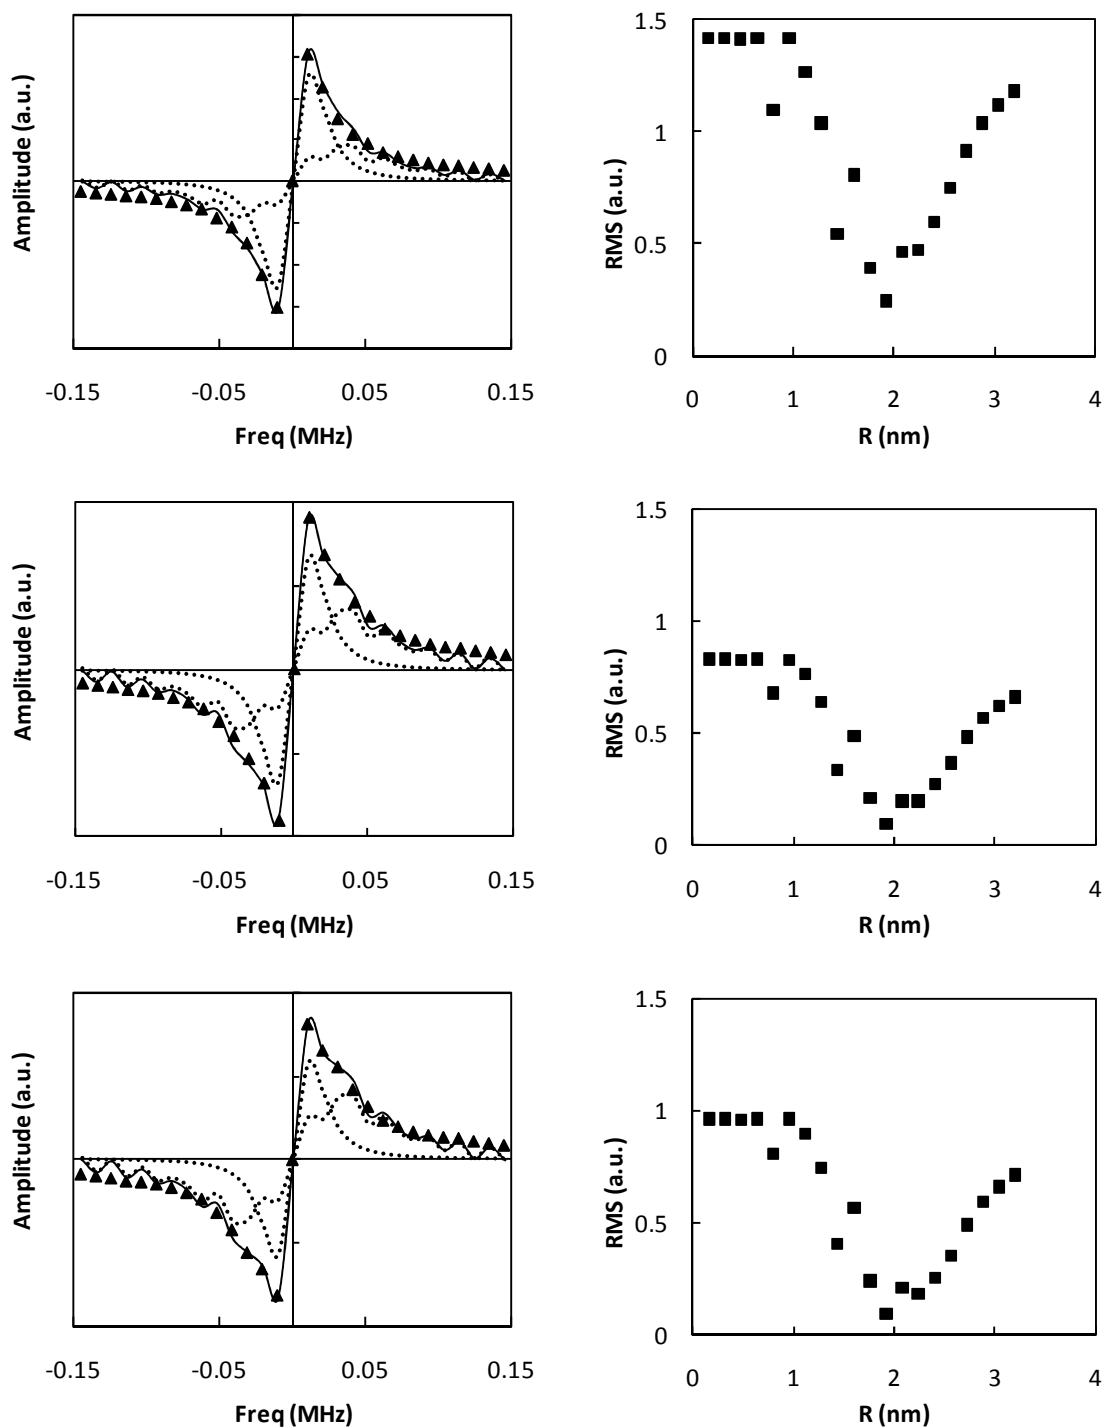 Amplitude (a.u.)
-0.15 -0.05 0.05 0.15
Freq (MHz)
RMS (a.u.)
1.5
1
0.5
0
0 1 2 3 4
R (nm)
Amplitude (a.u.)
-0.15 -0.05 0.05 0.15
Freq (MHz)
RMS (a.u.)
1.5
1
0.5
0
0 1 2 3 4
R (nm)
Amplitude (a.u.)
-0.15 -0.05 0.05 0.15
Freq (MHz)
RMS (a.u.)
1.5
1
0.5
0
0 1 2 3 4
R (nm)